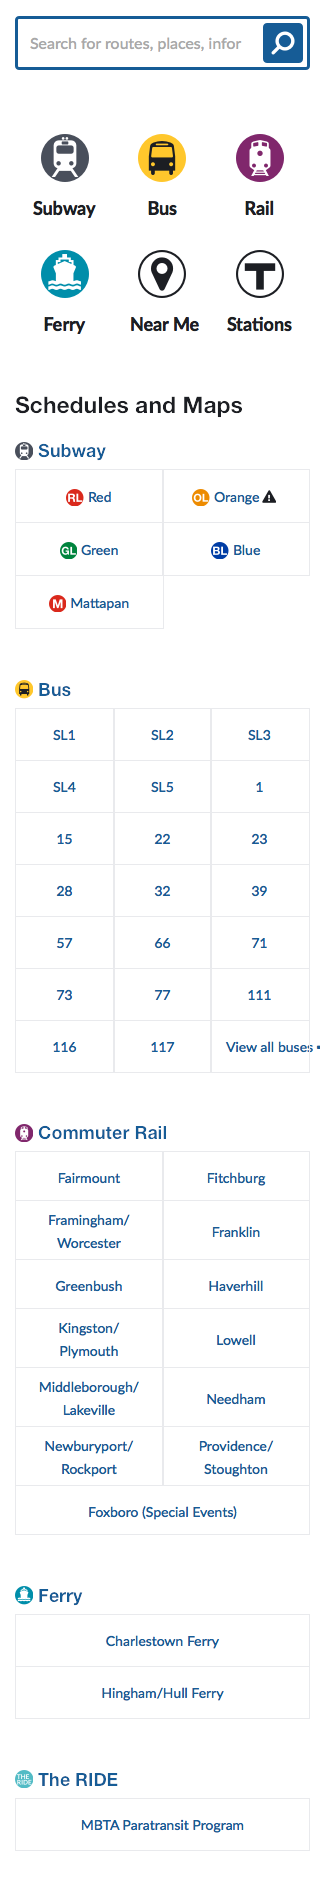 Search for routes, places, infor
Subway
Bus
Rail
Ferry
Near Me
T
Stations
Schedules and Maps
Subway
RL Red
OL Orange
GL Green
BL Blue
M Mattapan
Bus
SL1
SL2
SL3
SL4
SL5
1
15
22
23
28
32
39
57
66
71
73
77
111
116
117
View all buses
Commuter Rail
Fairmount
Fitchburg
Framingham/
Worcester
Franklin
Greenbush
Haverhill
Kingston/
Plymouth
Lowell
Middleborough/
Lakeville
Needham
Newburyport/
Rockport
Providence/
Stoughton
Foxboro (Special Events)
Ferry
Charlestown Ferry
Hingham/Hull Ferry
THE
RIDE
The RIDE
MBTA Paratransit Program